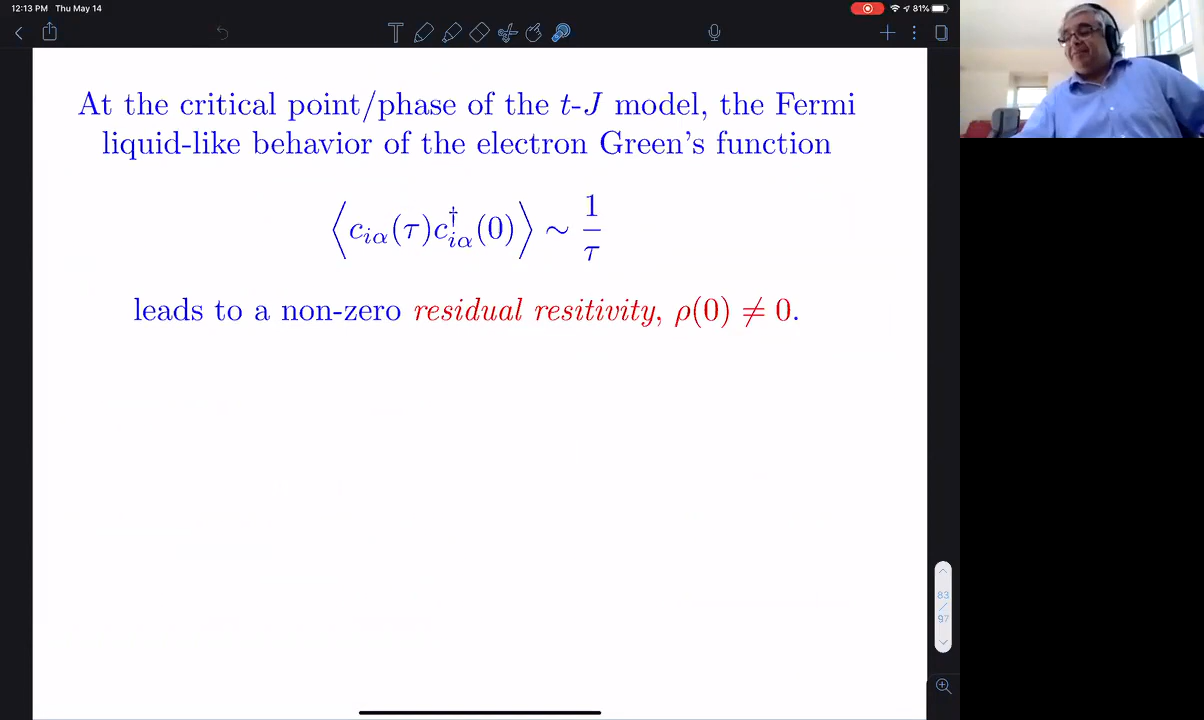 12:13 PM Thu May 14
81%
At the critical point/phase of the t-J model, the Fermi
liquid-like behavior of the electron Green's function
⟨c_{iα}(τ)c†_{iα}(0)⟩ ∼ 1/τ
leads to a non-zero residual resitivity, ρ(0) ≠ 0.
83
/
97